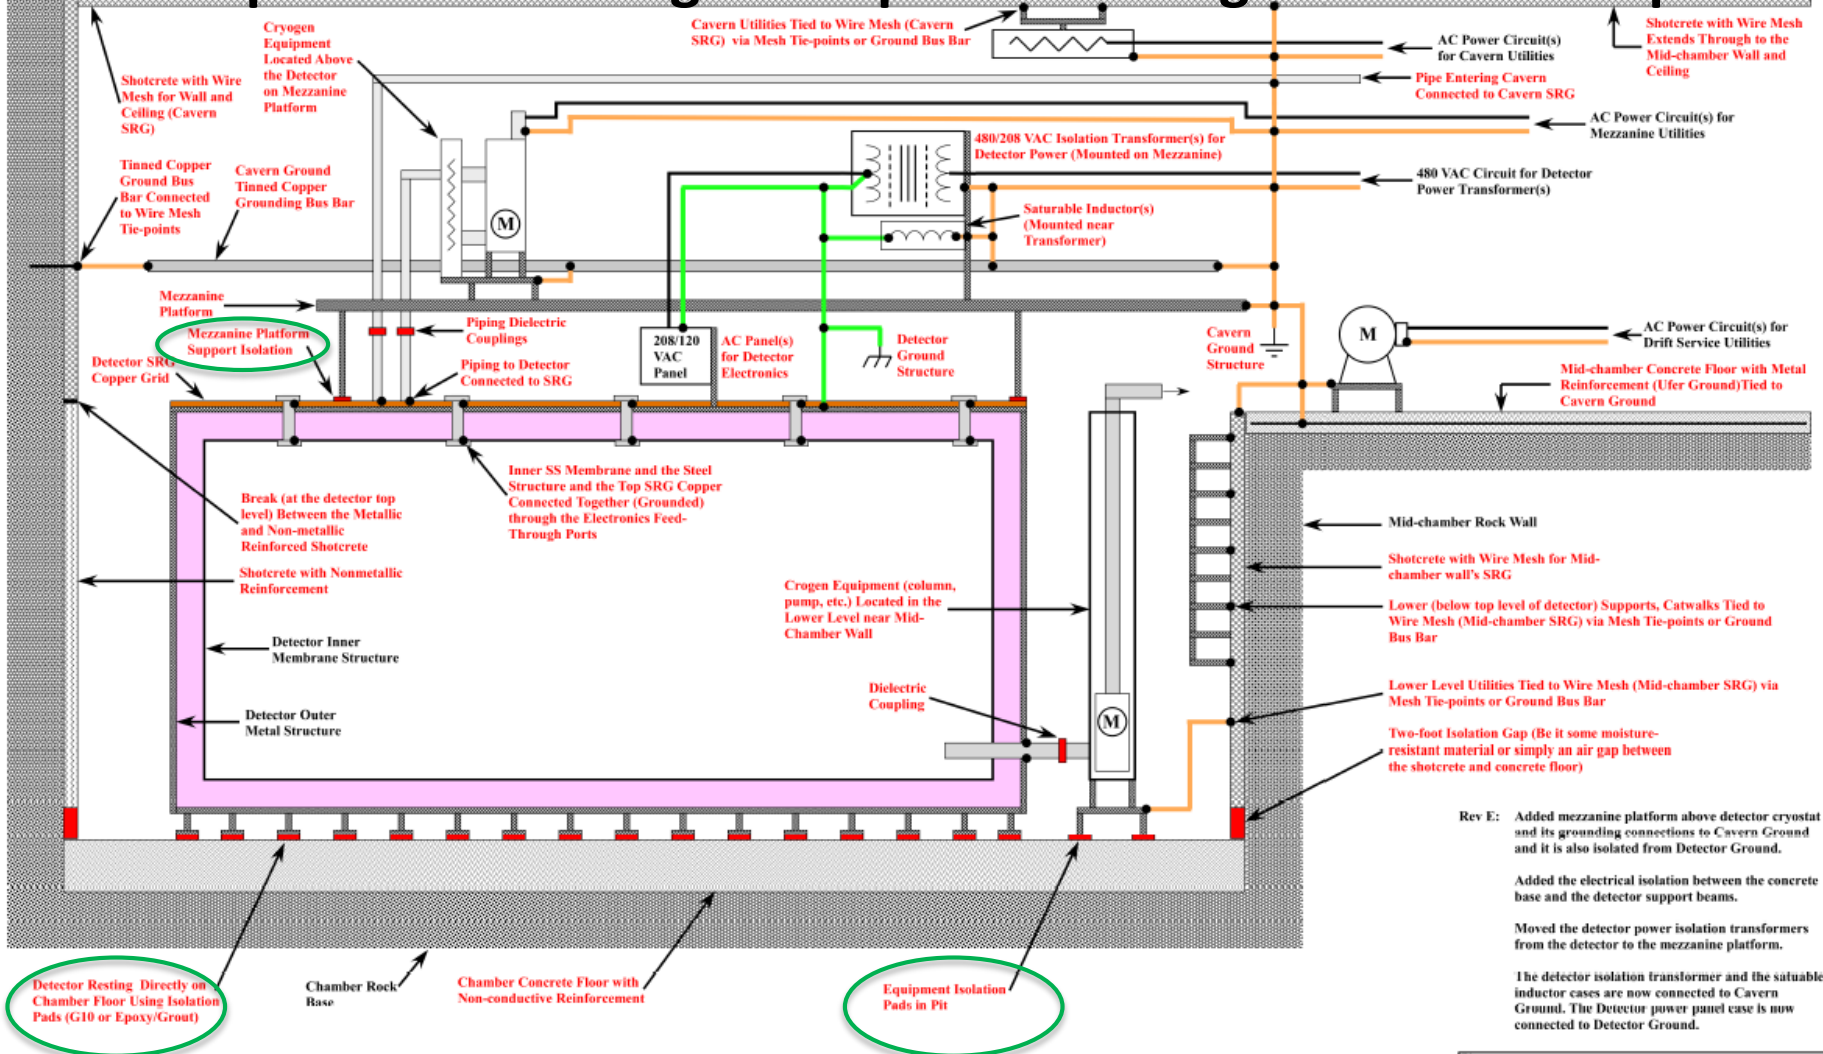 Cryogen
Equipment
Located Above
the Detector
on Mezzanine
Platform
Cavern Utilities Tied to Wire Mesh (Cavern
SRG)  via Mesh Tie-points or Ground Bus Bar
AC Power Circuit(s)
for Cavern Utilities
Shotcrete with Wire Mesh
Extends Through to the
Mid-chamber Wall and
Ceiling
Shotcrete with Wire
Mesh for Wall and
Ceiling (Cavern
SRG)
Pipe Entering Cavern
Connected to Cavern SRG
AC Power Circuit(s) for
Mezzanine Utilities
480/208 VAC Isolation Transformer(s) for
Detector Power (Mounted on Mezzanine)
480 VAC Circuit for Detector
Power Transformer(s)
Tinned Copper
Ground Bus
Bar Connected
to Wire Mesh
Tie-points
Cavern Ground
Tinned Copper
Grounding Bus Bar
M
Saturable Inductor(s)
(Mounted near
Transformer)
Mezzanine
Platform
Mezzanine Platform
Support Isolation
Detector SRG
Copper Grid
Piping Dielectric
Couplings
Piping to Detector
Connected to SRG
208/120
VAC
Panel
AC Panel(s)
for Detector
Electronics
Detector
Ground
Structure
Cavern
Ground
Structure
M
AC Power Circuit(s) for
Drift Service Utilities
Mid-chamber Concrete Floor with Metal
Reinforcement (Ufer Ground)Tied to
Cavern Ground
Inner SS Membrane and the Steel
Structure and the Top SRG Copper
Connected Together (Grounded)
through the Electronics Feed-
Through Ports
Break (at the detector top
level) Between the Metallic
and Non-metallic
Reinforced Shotcrete
Shotcrete with Nonmetallic
Reinforcement
Mid-chamber Rock Wall
Shotcrete with Wire Mesh for Mid-
chamber wall's SRG
Crogen Equipment (column,
pump, etc.) Located in the
Lower Level near Mid-
Chamber Wall
Lower (below top level of detector) Supports, Catwalks Tied to
Wire Mesh (Mid-chamber SRG) via Mesh Tie-points or Ground
Bus Bar
Detector Inner
Membrane Structure
Dielectric
Coupling
Lower Level Utilities Tied to Wire Mesh (Mid-chamber SRG) via
Mesh Tie-points or Ground Bus Bar
Detector Outer
Metal Structure
M
Two-foot Isolation Gap (Be it some moisture-
resistant material or simply an air gap between
the shotcrete and concrete floor)
Rev E:
Added mezzanine platform above detector cryostat
and its grounding connections to Cavern Ground
and it is also isolated from Detector Ground.
Added the electrical isolation between the concrete
base and the detector support beams.
Moved the detector power isolation transformers
from the detector to the mezzanine platform.
The detector isolation transformer and the satuable
inductor cases are now connected to Cavern
Ground. The Detector power panel case is now
connected to Detector Ground.
Detector Resting  Directly on
Chamber Floor Using Isolation
Pads (G10 or Epoxy/Grout)
Chamber Rock
Base
Chamber Concrete Floor with
Non-conductive Reinforcement
Equipment Isolation
Pads in Pit